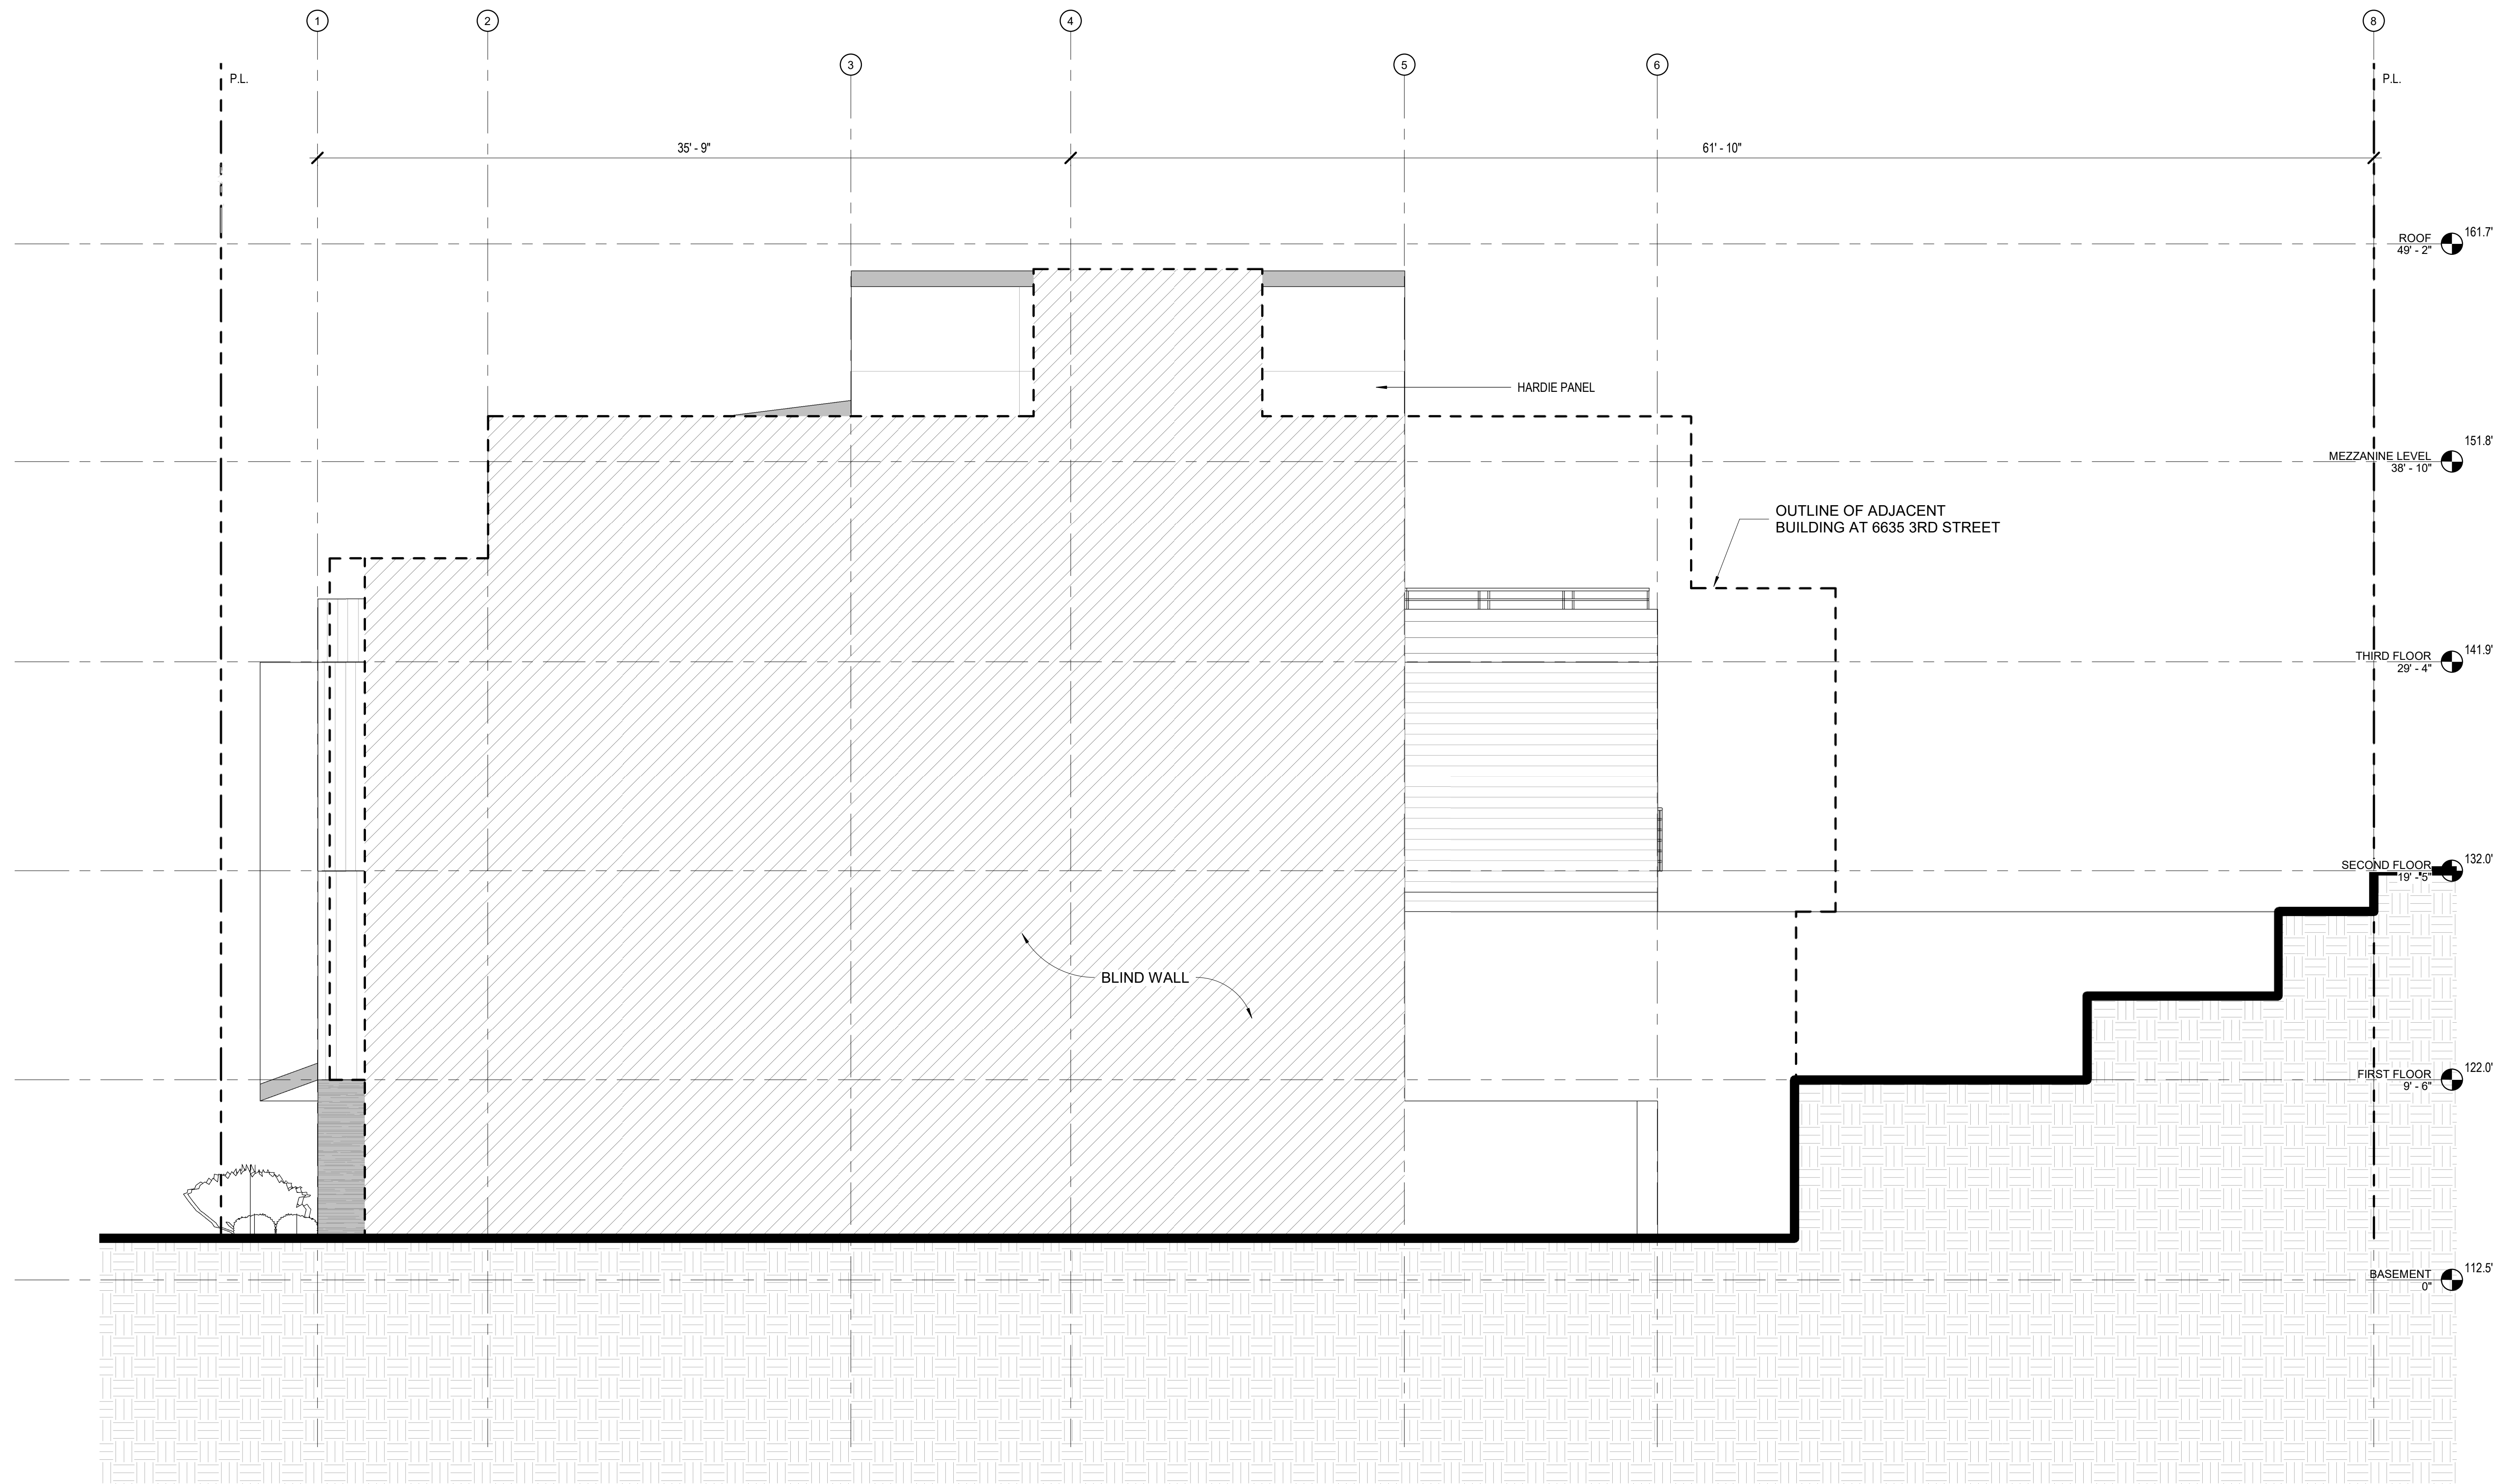 1
2
4
8
3
5
6
P.L.
P.L.
35' - 9"
61' - 10"
161.7'
ROOF
49' - 2"
HARDIE PANEL
151.8'
MEZZANINE LEVEL
38' - 10"
OUTLINE OF ADJACENT
BUILDING AT 6635 3RD STREET
141.9'
THIRD FLOOR
29' - 4"
132.0'
SECOND FLOOR
19' - 5"
BLIND WALL
122.0'
FIRST FLOOR
9' - 6"
112.5'
BASEMENT
0"